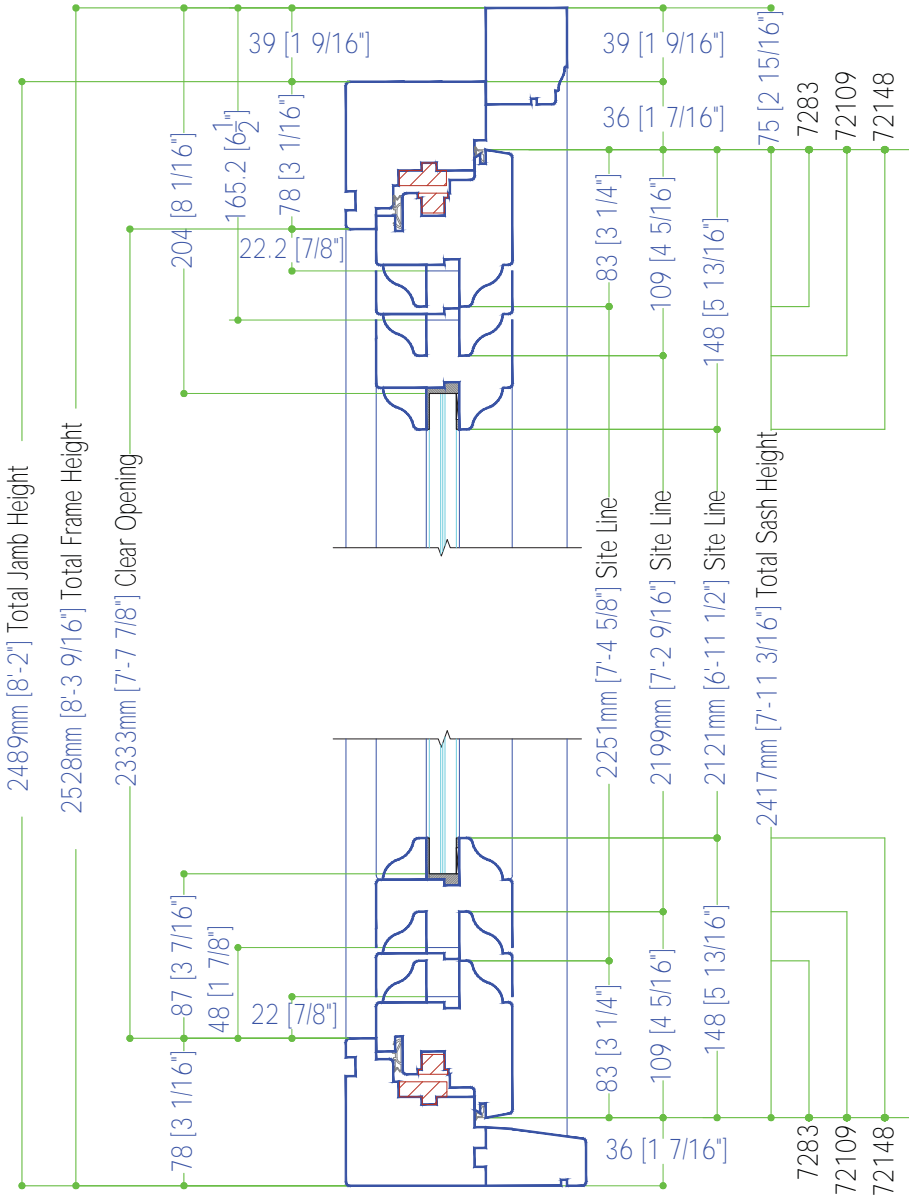 39 [1 9/16"]
39 [1 9/16"]
36 [1 7/16"]
75 [2 15/16"]
7283
72109
72148
204 [8 1/16"]
165.2 [6 1/2"]
78 [3 1/16"]
22.2 [7/8"]
83 [3 1/4"]
109 [4 5/16"]
148 [5 13/16"]
2489mm [8'-2"] Total Jamb Height
2528mm [8'-3 9/16"] Total Frame Height
2333mm [7'-7 7/8"] Clear Opening
2251mm [7'-4 5/8"] Site Line
2199mm [7'-2 9/16"] Site Line
2121mm [6'-11 1/2"] Site Line
2417mm [7'-11 3/16"] Total Sash Height
78 [3 1/16"]
87 [3 7/16"]
48 [1 7/8"]
22 [7/8"]
83 [3 1/4"]
109 [4 5/16"]
148 [5 13/16"]
36 [1 7/16"]
7283
72109
72148